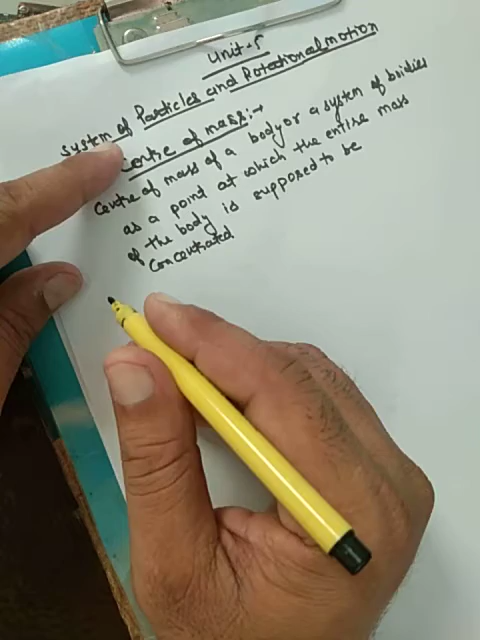 Unit-5
System of Particles and Rotational motion
Centre of mass:→
Centre of mass of a body or a system of bridies
as a point at which the entire mass
of the body is supposed to be
Concentrated